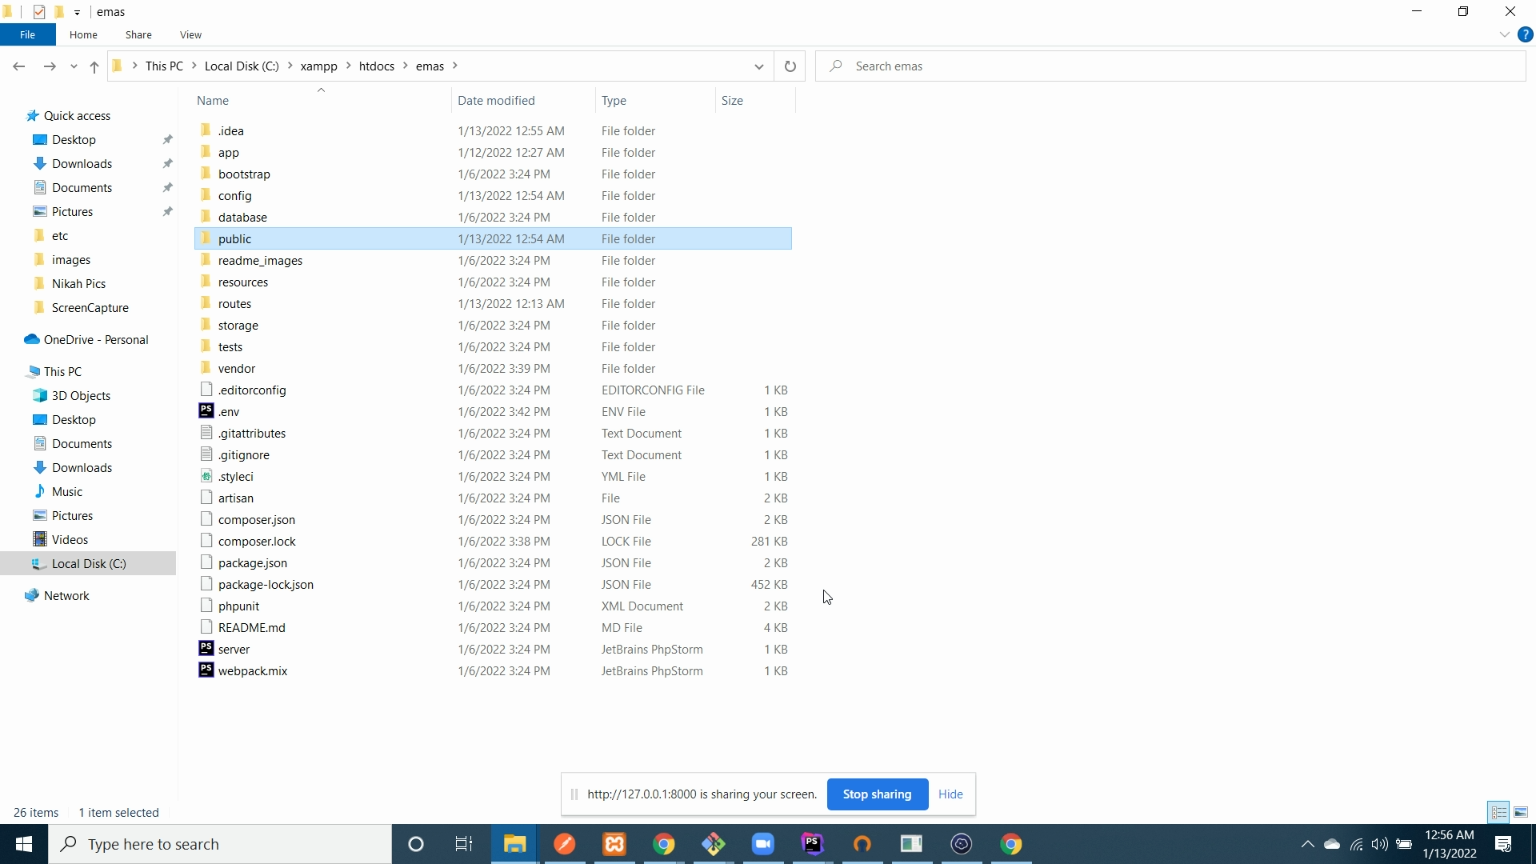 emas
File Home Share View
This PC Local Disk (C:) xampp htdocs emas
Search emas
Name Date modified Type Size
Quick access
Desktop
Downloads
Documents
Pictures
etc
images
Nikah Pics
ScreenCapture
OneDrive - Personal
This PC
3D Objects
Desktop
Documents
Downloads
Music
Pictures
Videos
Local Disk (C:)
Network
.idea 1/13/2022 12:55 AM File folder
app 1/12/2022 12:27 AM File folder
bootstrap 1/6/2022 3:24 PM File folder
config 1/13/2022 12:54 AM File folder
database 1/6/2022 3:24 PM File folder
public 1/13/2022 12:54 AM File folder
readme_images 1/6/2022 3:24 PM File folder
resources 1/6/2022 3:24 PM File folder
routes 1/13/2022 12:13 AM File folder
storage 1/6/2022 3:24 PM File folder
tests 1/6/2022 3:24 PM File folder
vendor 1/6/2022 3:39 PM File folder
.editorconfig 1/6/2022 3:24 PM EDITORCONFIG File 1 KB
.env 1/6/2022 3:42 PM ENV File 1 KB
.gitattributes 1/6/2022 3:24 PM Text Document 1 KB
.gitignore 1/6/2022 3:24 PM Text Document 1 KB
.styleci 1/6/2022 3:24 PM YML File 1 KB
artisan 1/6/2022 3:24 PM File 2 KB
composer.json 1/6/2022 3:24 PM JSON File 2 KB
composer.lock 1/6/2022 3:38 PM LOCK File 281 KB
package.json 1/6/2022 3:24 PM JSON File 2 KB
package-lock.json 1/6/2022 3:24 PM JSON File 452 KB
phpunit 1/6/2022 3:24 PM XML Document 2 KB
README.md 1/6/2022 3:24 PM MD File 4 KB
server 1/6/2022 3:24 PM JetBrains PhpStorm 1 KB
webpack.mix 1/6/2022 3:24 PM JetBrains PhpStorm 1 KB
http://127.0.0.1:8000 is sharing your screen. Stop sharing Hide
26 items 1 item selected
Type here to search
12:56 AM
1/13/2022